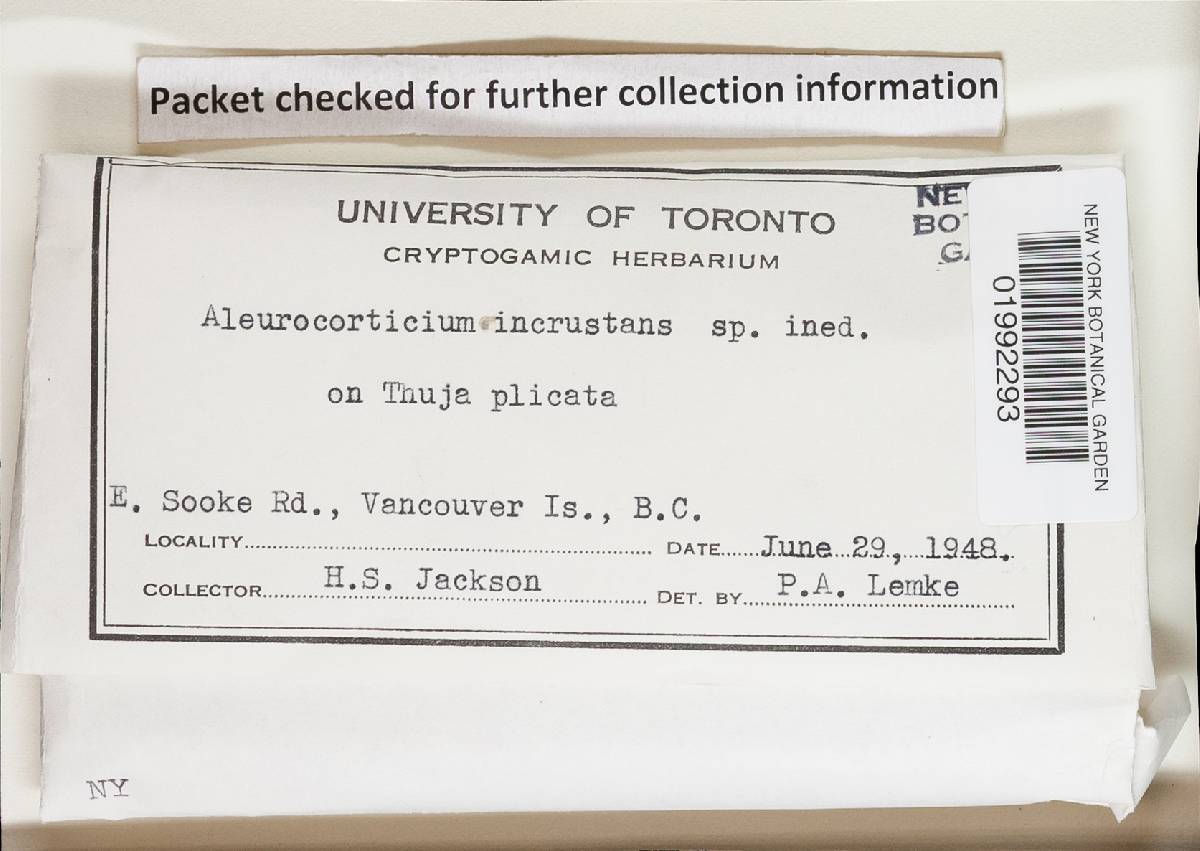 Packet checked for further collection information
UNIVERSITY OF TORONTO
CRYPTOGAMIC HERBARIUM
Aleurocorticium incrustans sp. ined.
on Thuja plicata
E. Sooke Rd., Vancouver Is., B.C.
LOCALITY
DATE June 29, 1948.
COLLECTOR H.S. Jackson
DET. BY P.A. Lemke
NY
NEW YORK BOTANICAL GARDEN
01992293